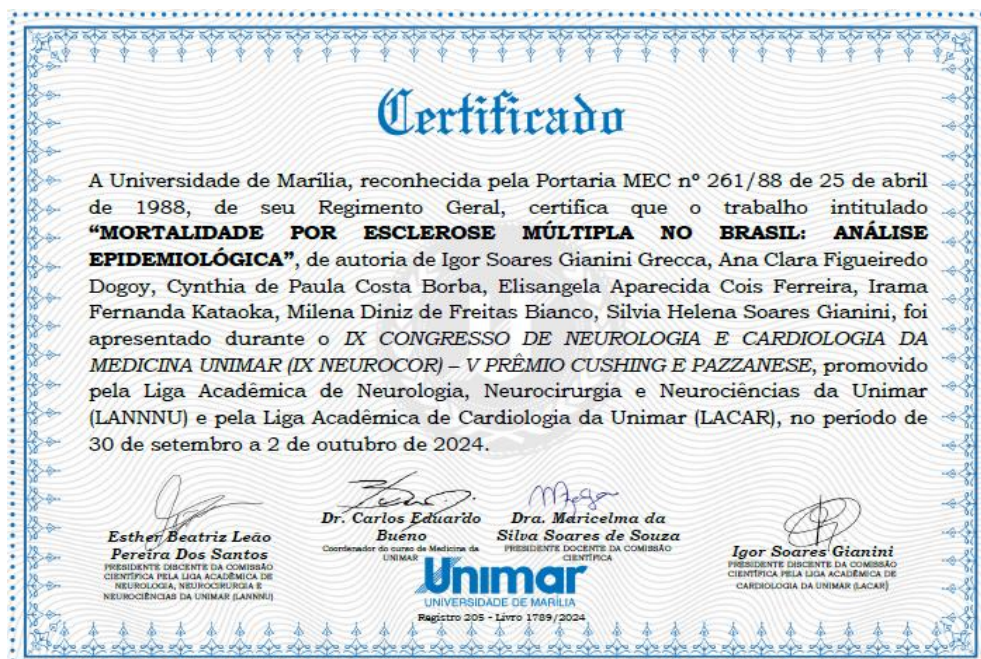 Certificado
A Universidade de Marília, reconhecida pela Portaria MEC nº 261/88 de 25 de abril
de 1988, de seu Regimento Geral, certifica que o trabalho intitulado
“MORTALIDADE POR ESCLEROSE MÚLTIPLA NO BRASIL: ANÁLISE
EPIDEMIOLÓGICA”, de autoria de Igor Soares Gianini Grecca, Ana Clara Figueiredo
Dogoy, Cynthia de Paula Costa Borba, Elisangela Aparecida Cois Ferreira, Irama
Fernanda Kataoka, Milena Diniz de Freitas Bianco, Silvia Helena Soares Gianini, foi
apresentado durante o IX CONGRESSO DE NEUROLOGIA E CARDIOLOGIA DA
MEDICINA UNIMAR (IX NEUROCOR) – V PRÊMIO CUSHING E PAZZANESE, promovido
pela Liga Acadêmica de Neurologia, Neurocirurgia e Neurociências da Unimar
(LANNNU) e pela Liga Acadêmica de Cardiologia da Unimar (LACAR), no período de
30 de setembro a 2 de outubro de 2024.
Esther Beatriz Leão
Pereira Dos Santos
PRESIDENTE DISCENTE DA COMISSÃO
CIENTÍFICA PELA LIGA ACADÊMICA DE
NEUROLOGIA, NEUROCIRURGIA E
NEUROCIÊNCIAS DA UNIMAR (LANNNU)
Dr. Carlos Eduardo
Bueno
Coordenador do curso de Medicina da
UNIMAR
Dra. Maricelma da
Silva Soares de Souza
PRESIDENTE DOCENTE DA COMISSÃO
CIENTÍFICA
Igor Soares Gianini
PRESIDENTE DISCENTE DA COMISSÃO
CIENTÍFICA PELA LIGA ACADÊMICA DE
CARDIOLOGIA DA UNIMAR (LACAR)
Unimar
UNIVERSIDADE DE MARÍLIA
Registro 205 - Livro 1789/2024